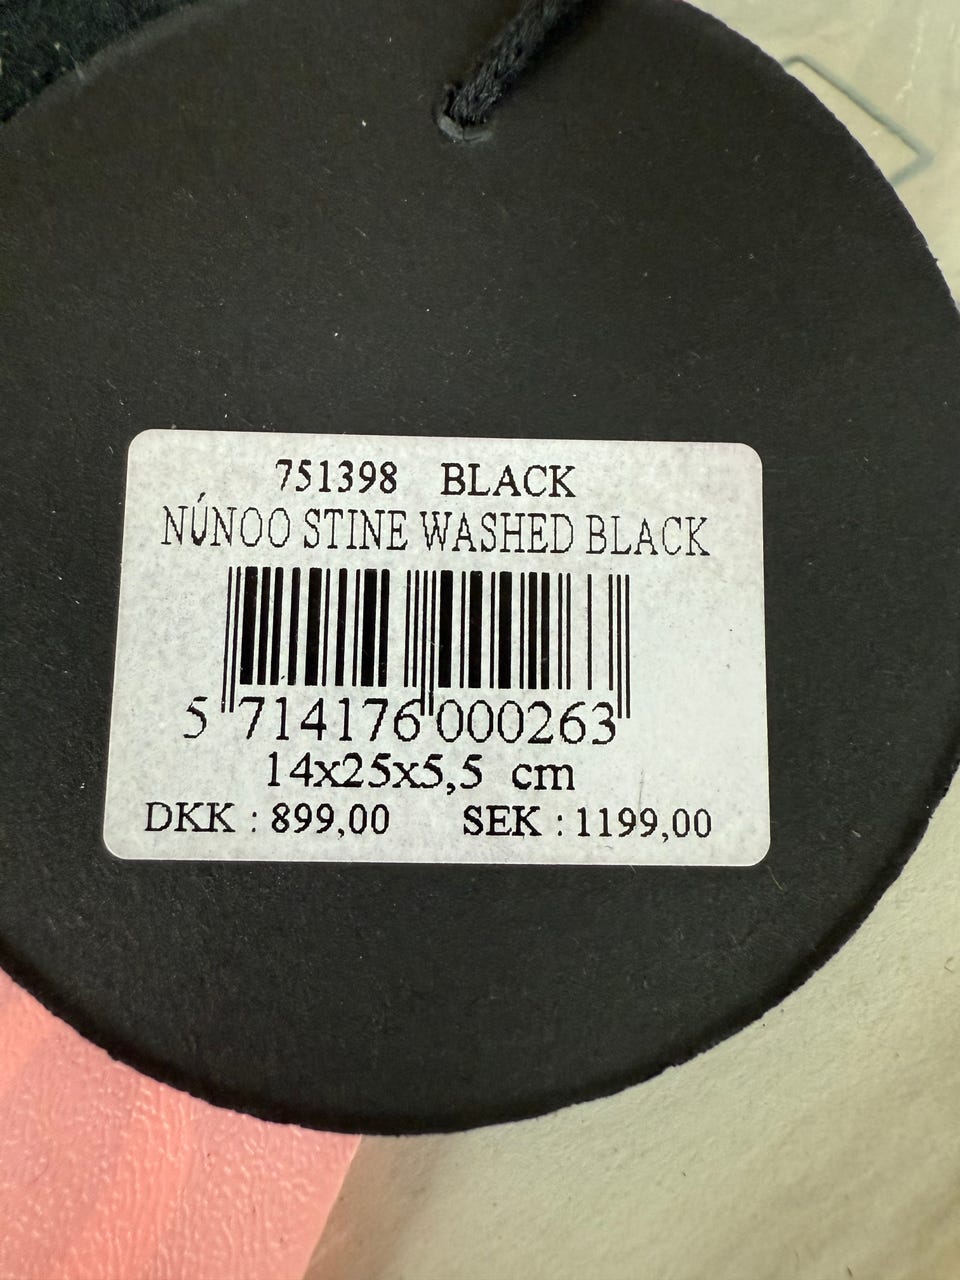 751398 BLACK
NÚNOO STINE WASHED BLACK
5 714176 000263
14x25x5,5 cm
DKK : 899,00 SEK : 1199,00